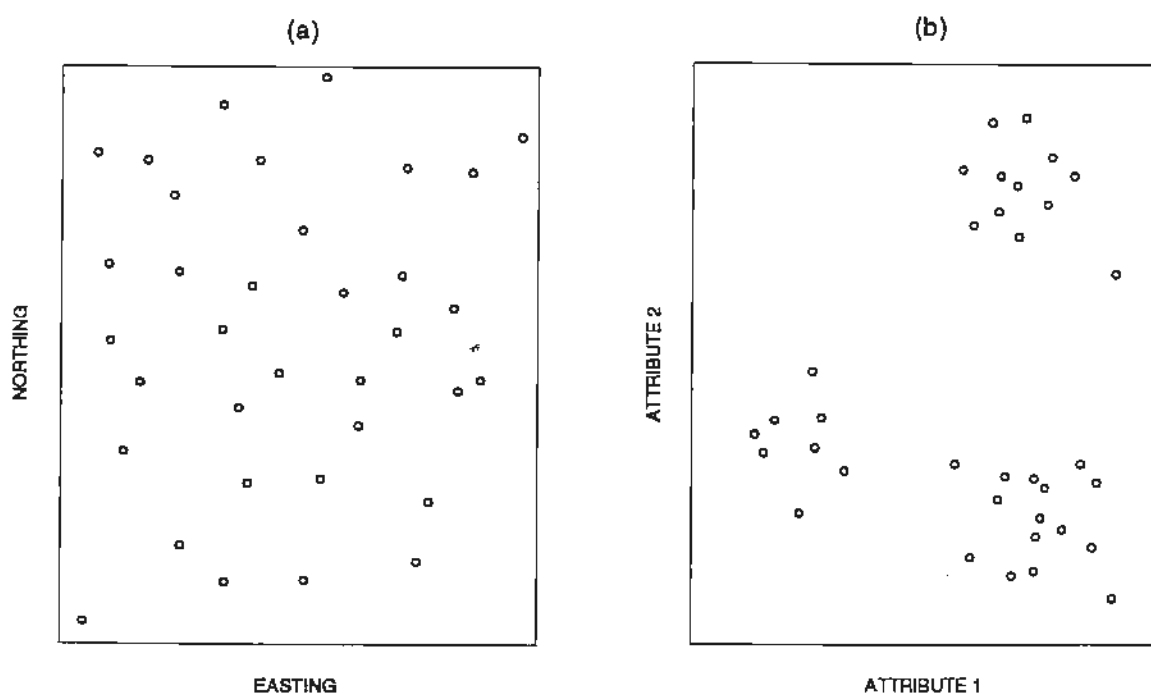 (a)
(b)
NORTHING
EASTING
ATTRIBUTE 2
ATTRIBUTE 1